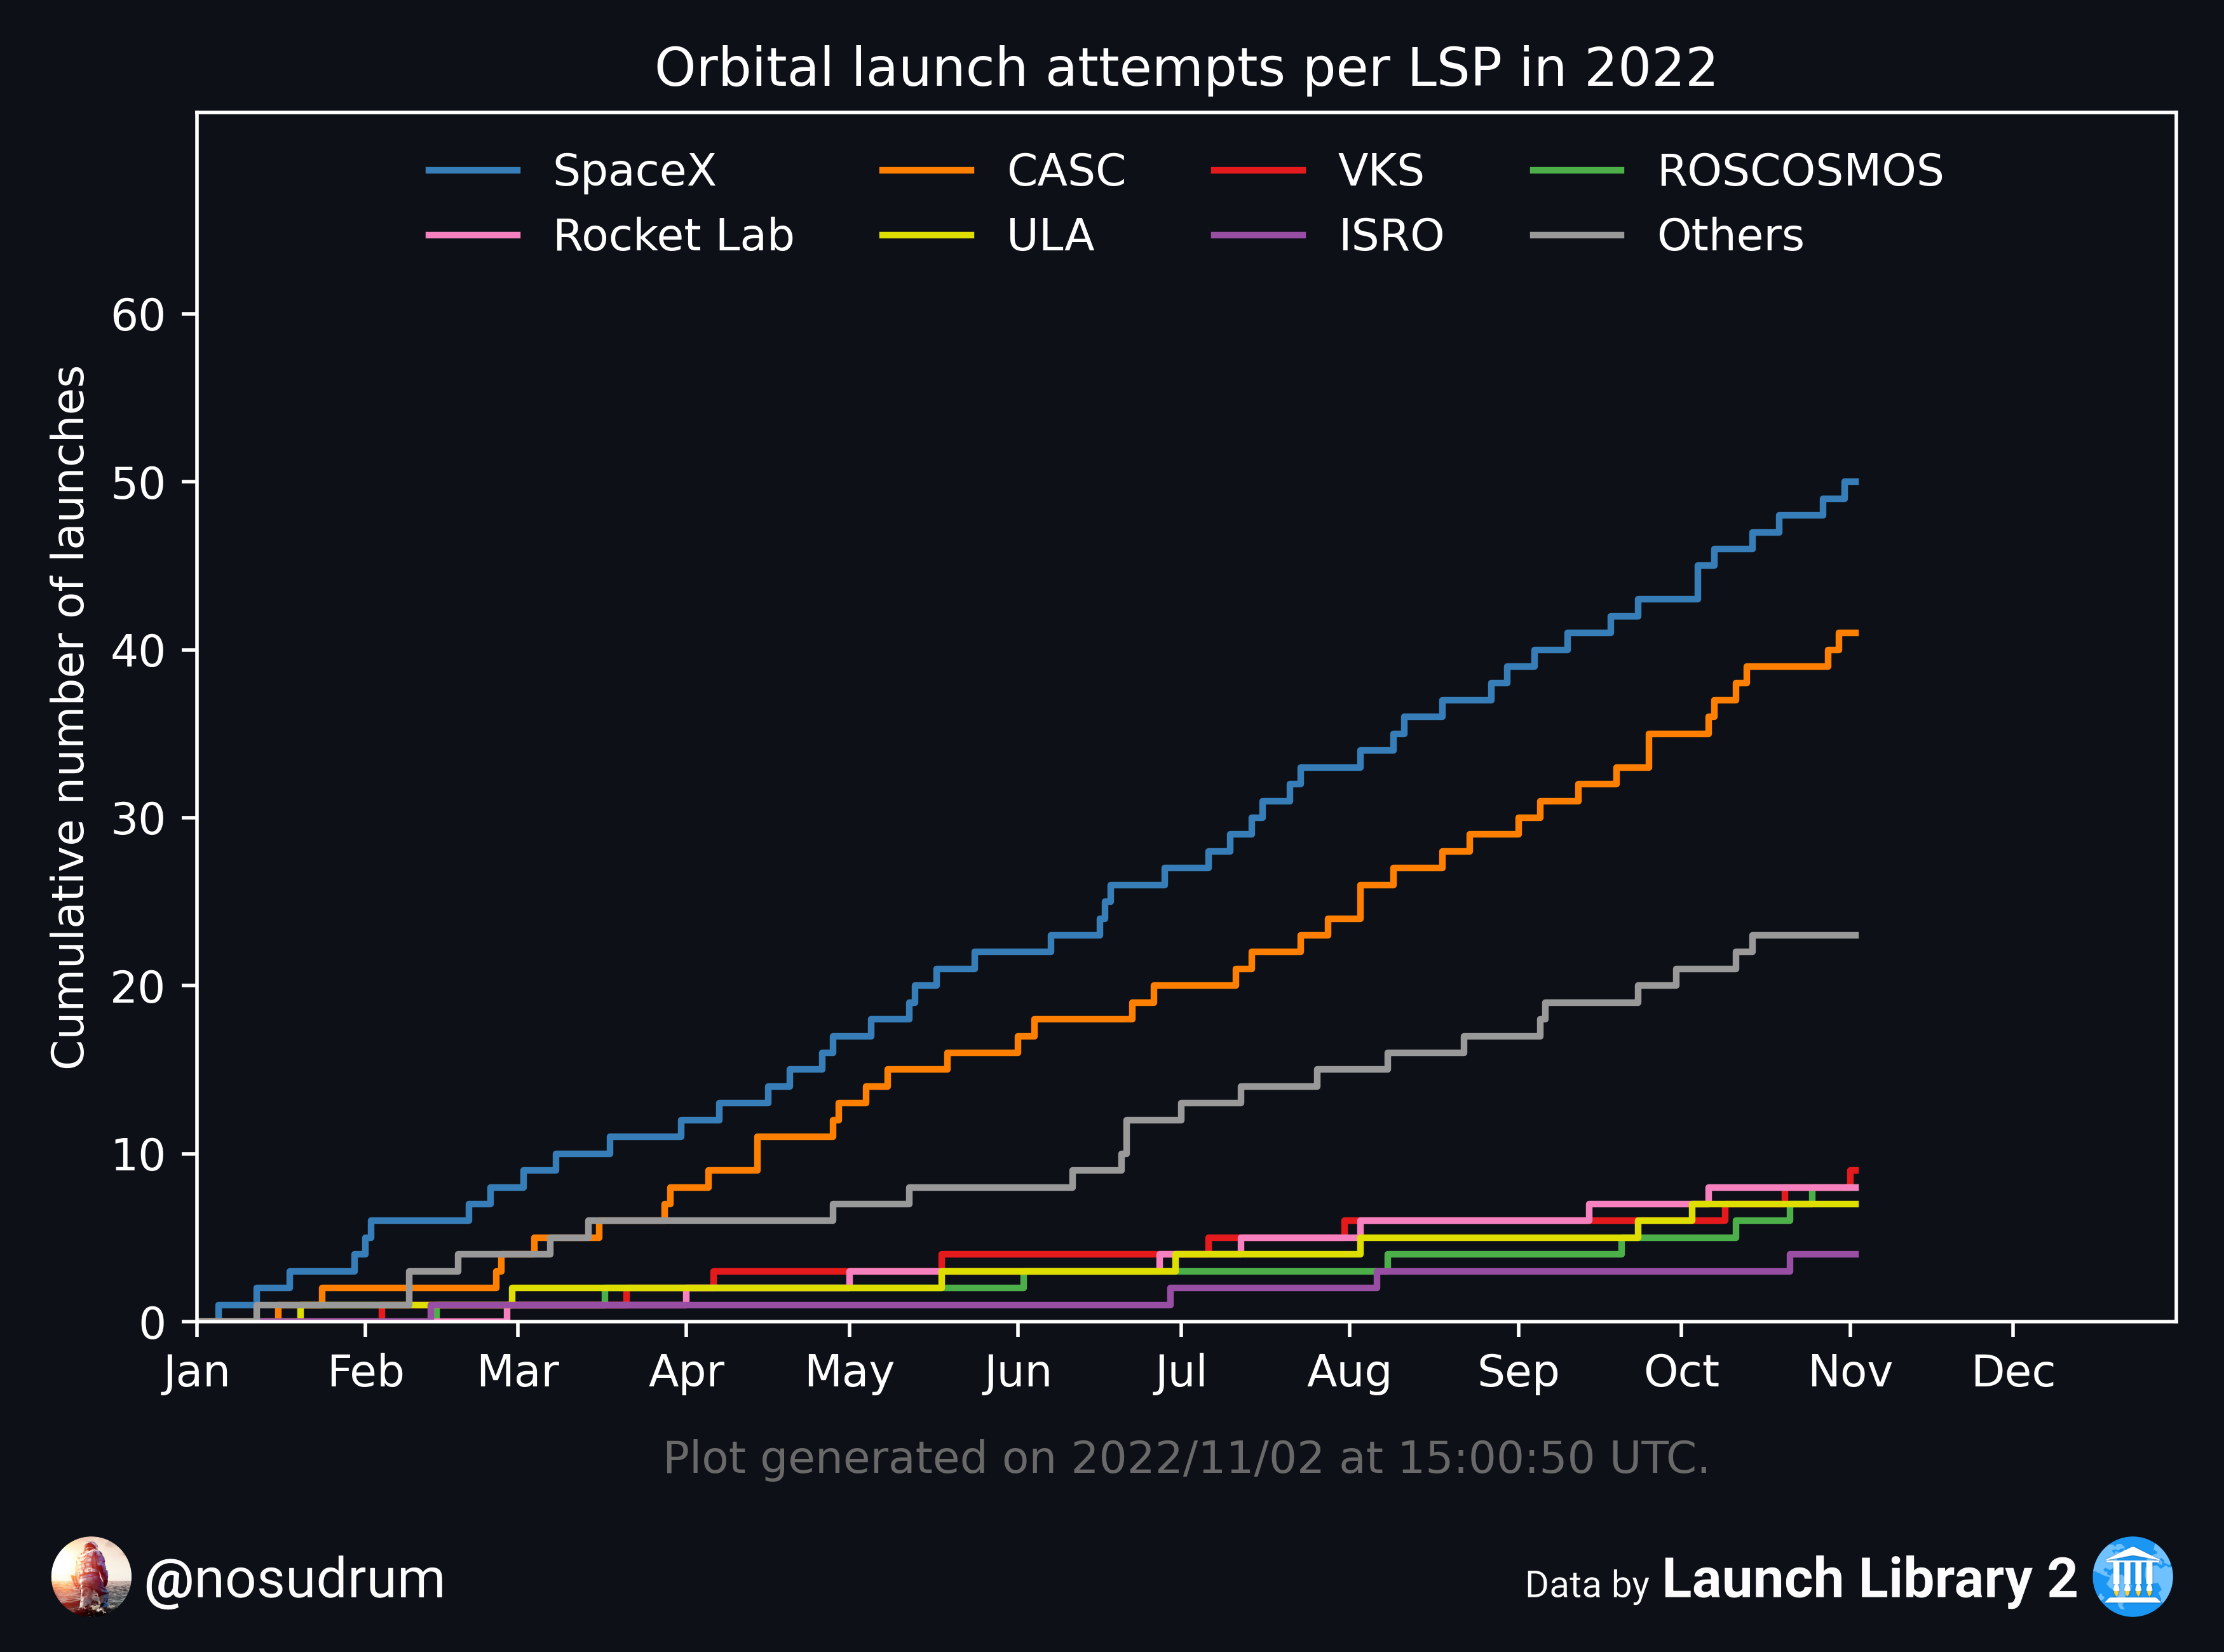 Orbital launch attempts per LSP in 2022
SpaceX CASC VKS ROSCOSMOS
Rocket Lab ULA ISRO Others
Cumulative number of launches
60
50
40
30
20
10
0
Jan Feb Mar Apr May Jun Jul Aug Sep Oct Nov Dec
Plot generated on 2022/11/02 at 15:00:50 UTC.
@nosudrum
Data by Launch Library 2